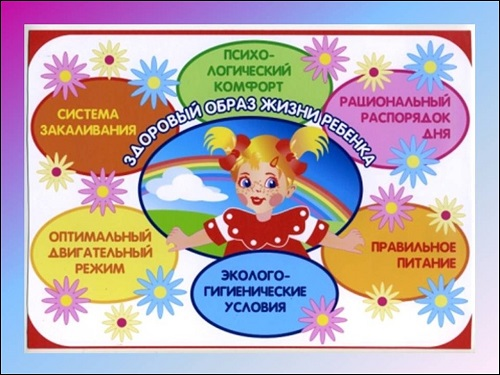 ПСИХО-
ЛОГИЧЕСКИЙ
КОМФОРТ
СИСТЕМА
ЗАКАЛИВАНИЯ
РАЦИОНАЛЬНЫЙ
РАСПОРЯДОК
ДНЯ
ЗДОРОВЫЙ ОБРАЗ ЖИЗНИ РЕБЕНКА
ОПТИМАЛЬНЫЙ
ДВИГАТЕЛЬНЫЙ
РЕЖИМ
ПРАВИЛЬНОЕ
ПИТАНИЕ
ЭКОЛОГО-
ГИГИЕНИЧЕСКИЕ
УСЛОВИЯ